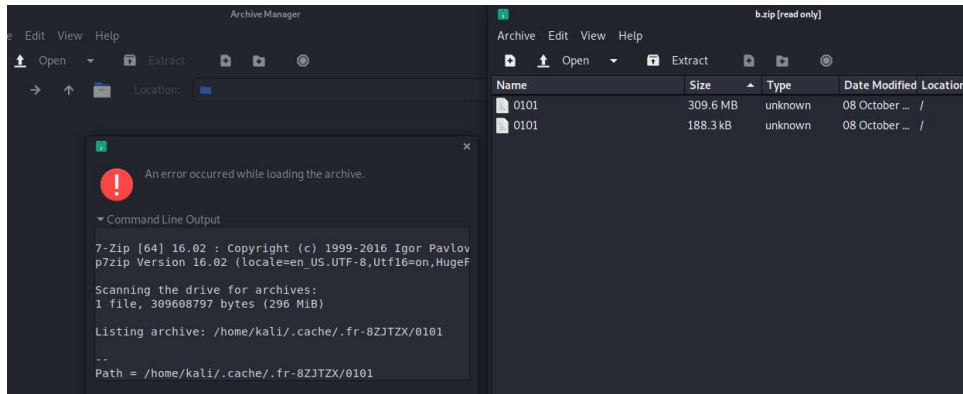 Archive Manager
e Edit View Help
Open Extract
Location:
An error occurred while loading the archive.
Command Line Output
7-Zip [64] 16.02 : Copyright (c) 1999-2016 Igor Pavlov
p7zip Version 16.02 (locale=en_US.UTF-8,Utf16=on,HugeF
Scanning the drive for archives:
1 file, 309608797 bytes (296 MiB)
Listing archive: /home/kali/.cache/.fr-8ZJTZX/0101
--
Path = /home/kali/.cache/.fr-8ZJTZX/0101
b.zip [read only]
Archive Edit View Help
Open Extract
Name Size Type Date Modified Location
0101 309.6 MB unknown 08 October ... /
0101 188.3 kB unknown 08 October ... /